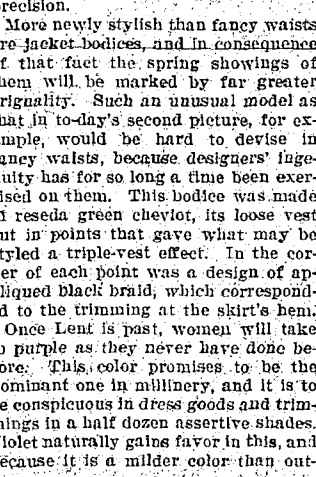 recision.
More newly stylish than fancy waists
re jacket bodices, and in consequence
f that fact the spring showings of
hem will be marked by far greater
riginality. Such an unusual model as
hat in to-day's second picture, for ex-
mple, would be hard to devise in
ancy waists, because designers' inge-
uity has for so long a time been exer-
ised on them. This bodice was made
f reseda green cheviot, its loose vest
ut in points that gave what may be
tyled a triple-vest effect. In the cor-
er of each point was a design of ap-
liqued black braid, which correspond-
d to the trimming at the skirt's hem.
Once Lent is past, women will take
o purple as they never have done be-
ore. This color promises to be the
ominant one in millinery, and it is to
e conspicuous in dress goods and trim-
ings in a half dozen assertive shades.
iolet naturally gains favor in this, and
ecause it is a milder color than out-